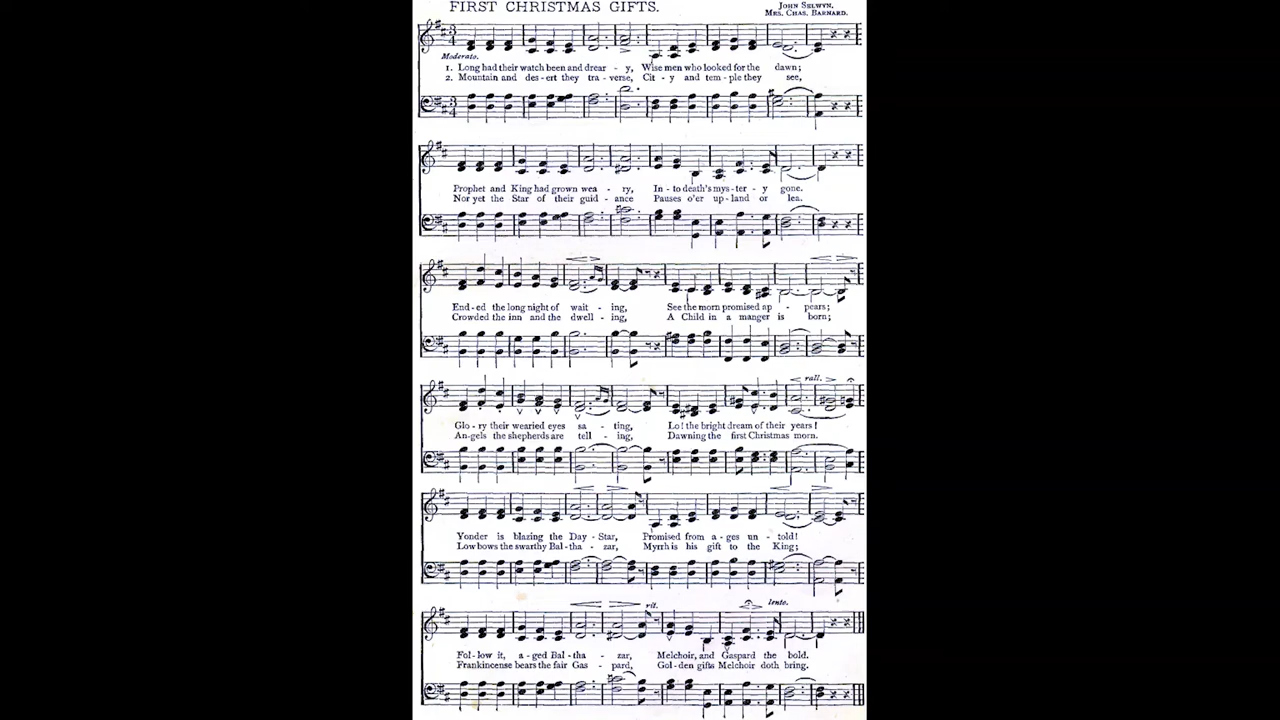 FIRST CHRISTMAS GIFTS.
JOHN SELWYN.
MRS. CHAS. BARNARD.
Moderato.
1. Long had their watch been and drear - y, Wise men who looked for the dawn;
2. Mountain and des - ert they tra - verse, Cit - y and tem - ple they see,
Prophet and King had grown wea - ry, In - to death's mys - ter - y gone.
Nor yet the Star of their guid - ance Pauses o'er up - land or lea.
End - ed the long night of wait - ing, See the morn promised ap - pears;
Crowded the inn and the dwell - ing, A Child in a manger is born;
rall.
Glo - ry their wearied eyes sa - ting, Lo! the bright dream of their years!
An - gels the shepherds are tell - ing, Dawning the first Christmas morn.
Yonder is blazing the Day - Star, Promised from a - ges un - told!
Low bows the swarthy Bal - tha - zar, Myrrh is his gift to the King;
rit. lento.
Fol - low it, a - ged Bal - tha - zar, Melchoir, and Gaspard the bold.
Frankincense bears the fair Gas - pard, Gol - den gifts Melchoir doth bring.